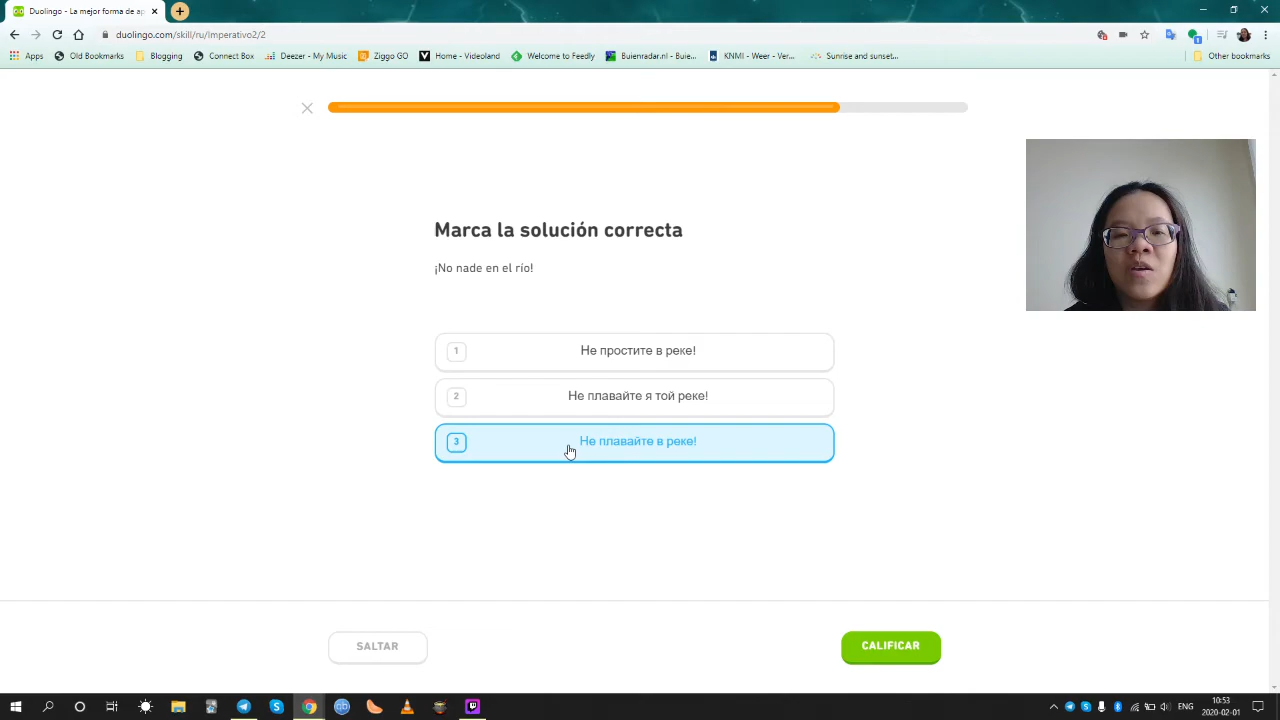 Duolingo - La mejor forma de ap
duolingo.com/skill/ru/Imperativo2/2
Apps
Old Bookmarks
Blogging
Connect Box
Deezer - My Music
Ziggo GO
Home - Videoland
Welcome to Feedly
Buienradar.nl - Buie...
KNMI - Weer - Ver...
Sunrise and sunset...
Other bookmarks
Marca la solución correcta
¡No nade en el río!
1 Не простите в реке!
2 Не плавайте я той реке!
3 Не плавайте в реке!
SALTAR
CALIFICAR
ENG
10:53
2020-02-01